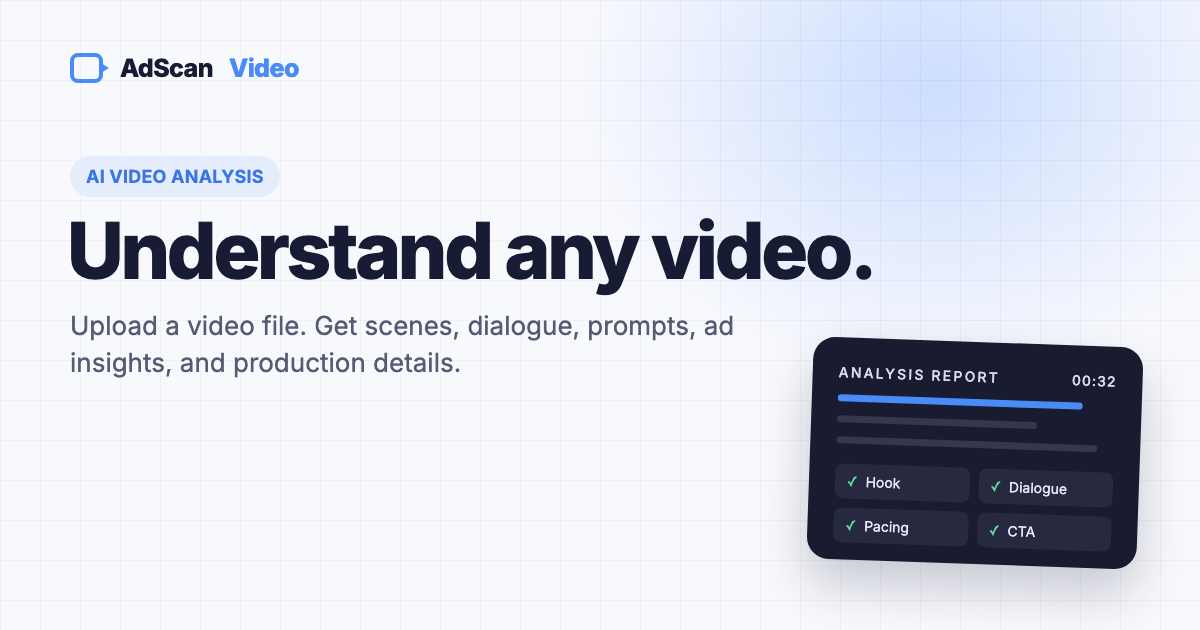 AdScan Video
AI VIDEO ANALYSIS
Understand any video.
Upload a video file. Get scenes, dialogue, prompts, ad
insights, and production details.
ANALYSIS REPORT 00:32
✓ Hook ✓ Dialogue
✓ Pacing ✓ CTA